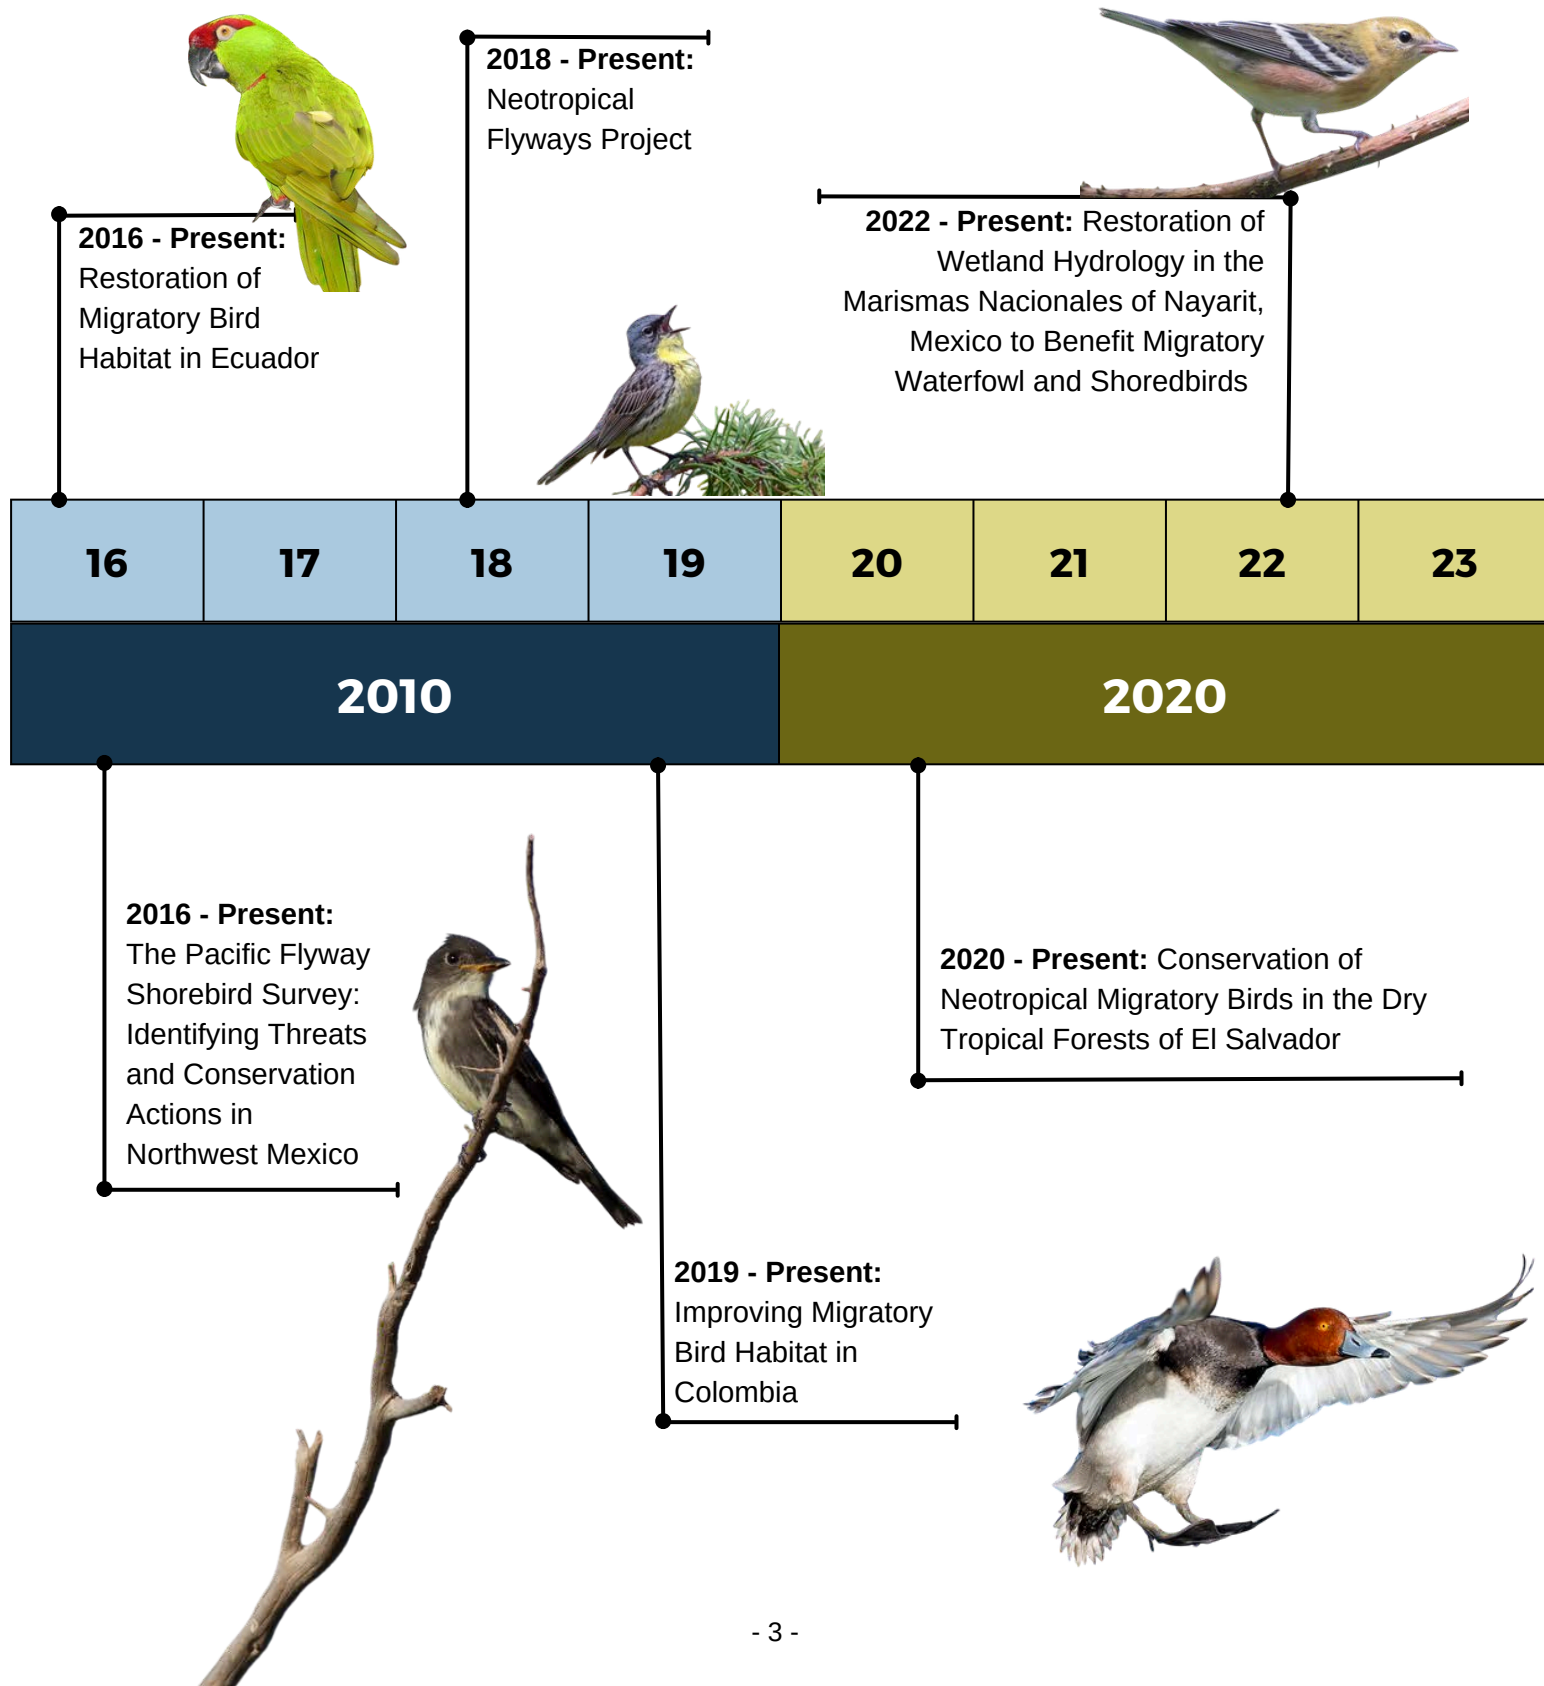 2018 - Present:
Neotropical
Flyways Project
2016 - Present:
Restoration of
Migratory Bird
Habitat in Ecuador
2022 - Present: Restoration of
Wetland Hydrology in the
Marismas Nacionales of Nayarit,
Mexico to Benefit Migratory
Waterfowl and Shoredbirds
16 17 18 19 20 21 22 23
2010 2020
2016 - Present:
The Pacific Flyway
Shorebird Survey:
Identifying Threats
and Conservation
Actions in
Northwest Mexico
2020 - Present: Conservation of
Neotropical Migratory Birds in the Dry
Tropical Forests of El Salvador
2019 - Present:
Improving Migratory
Bird Habitat in
Colombia
- 3 -